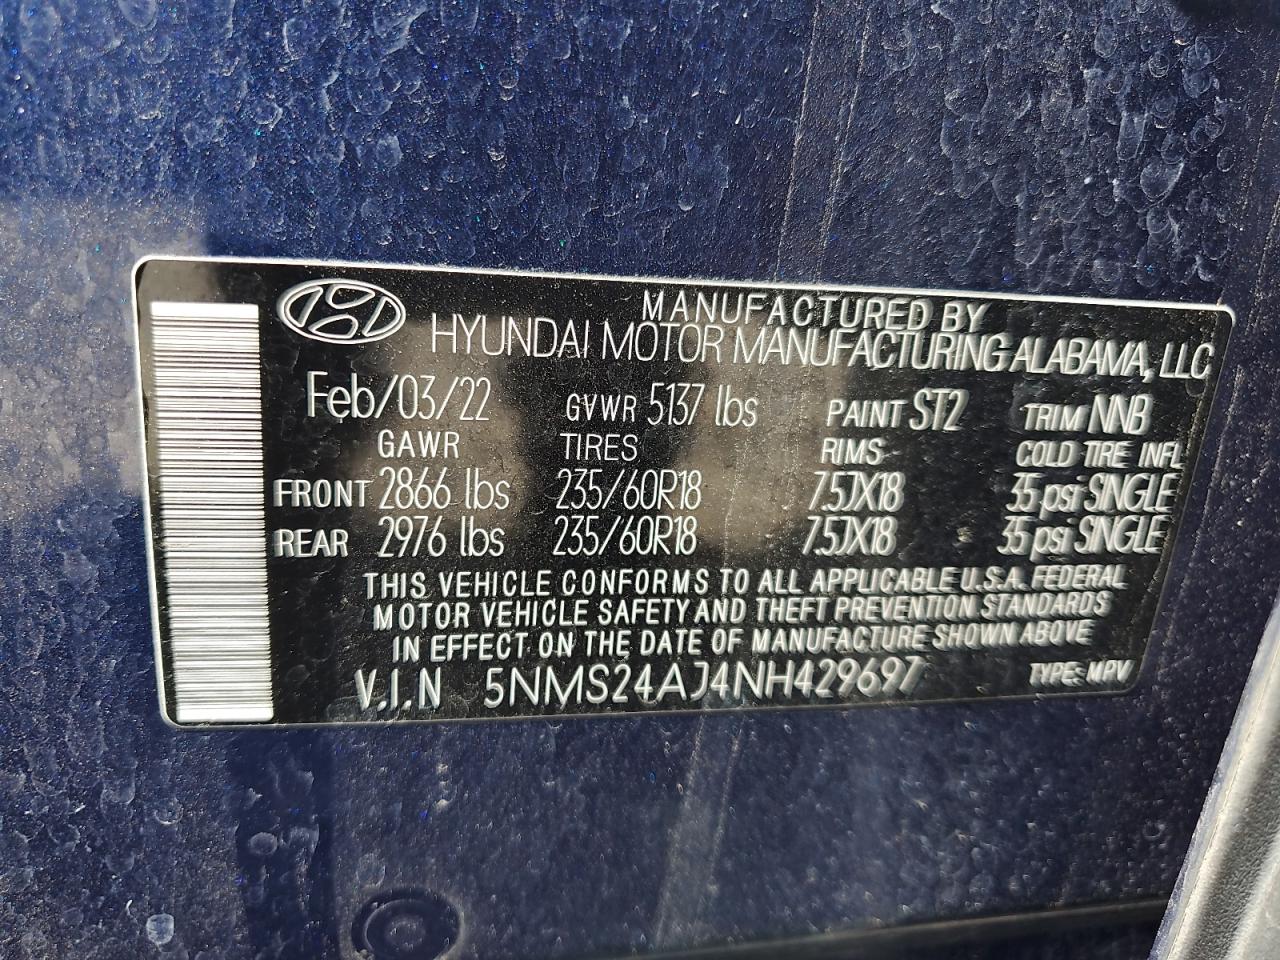 MANUFACTURED BY
HYUNDAI MOTOR MANUFACTURING ALABAMA, LLC
Feb/03/22 GVWR 5137 lbs PAINT ST2 TRIM NNB
GAWR TIRES RIMS COLD TIRE INFL
FRONT 2866 lbs 235/60R18 7.5JX18 35 psi SINGLE
REAR 2976 lbs 235/60R18 7.5JX18 35 psi SINGLE
THIS VEHICLE CONFORMS TO ALL APPLICABLE U.S.A. FEDERAL
MOTOR VEHICLE SAFETY AND THEFT PREVENTION STANDARDS
IN EFFECT ON THE DATE OF MANUFACTURE SHOWN ABOVE
V.I.N 5NMS24AJ4NH429697 TYPE: MPV